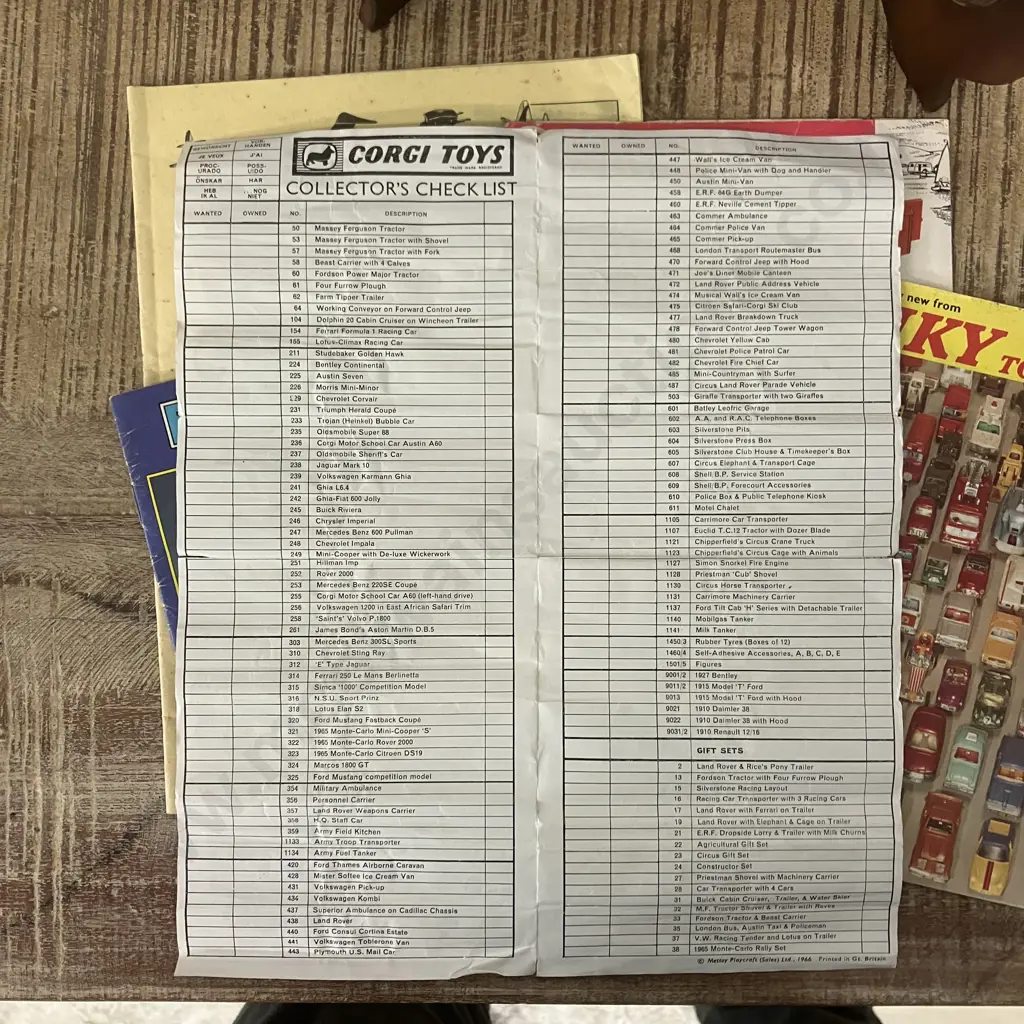 JE VEUX J'AI
PROC-
URADO POSS-
UIDO
ÖNSKAR HAR
HEB
IK AL ... NOG
NIET
CORGI TOYS
TRADE MARK REGISTERED
COLLECTOR'S CHECK LIST
WANTED OWNED NO. DESCRIPTION
50 Massey Ferguson Tractor
53 Massey Ferguson Tractor with Shovel
57 Massey Ferguson Tractor with Fork
58 Beast Carrier with 4 Calves
60 Fordson Power Major Tractor
61 Four Furrow Plough
62 Farm Tipper Trailer
64 Working Conveyor on Forward Control Jeep
104 Dolphin 20 Cabin Cruiser on Wincheon Trailer
154 Ferrari Formula 1 Racing Car
155 Lotus-Climax Racing Car
211 Studebaker Golden Hawk
224 Bentley Continental
225 Austin Seven
226 Morris Mini-Minor
229 Chevrolet Corvair
231 Triumph Herald Coupé
233 Trojan (Heinkel) Bubble Car
235 Oldsmobile Super 88
236 Corgi Motor School Car Austin A60
237 Oldsmobile Sheriff's Car
238 Jaguar Mark 10
239 Volkswagen Karmann Ghia
241 Ghia L6.4
242 Ghia-Fiat 600 Jolly
245 Buick Riviera
246 Chrysler Imperial
247 Mercedes Benz 600 Pullman
248 Chevrolet Impala
249 Mini-Cooper with De-luxe Wickerwork
251 Hillman Imp
252 Rover 2000
253 Mercedes Benz 220SE Coupé
255 Corgi Motor School Car A60 (left-hand drive)
256 Volkswagen 1200 in East African Safari Trim
258 'Saint's' Volvo P.1800
261 James Bond's Aston Martin D.B.5
303 Mercedes Benz 300SL Sports
310 Chevrolet Sting Ray
312 'E' Type Jaguar
314 Ferrari 250 Le Mans Berlinetta
315 Simca '1000' Competition Model
316 N.S.U. Sport Prinz
318 Lotus Elan S2
320 Ford Mustang Fastback Coupé
321 1965 Monte-Carlo Mini-Cooper 'S'
322 1965 Monte-Carlo Rover 2000
323 1965 Monte-Carlo Citroen DS19
324 Marcos 1800 GT
325 Ford Mustang competition model
354 Military Ambulance
356 Personnel Carrier
357 Land Rover Weapons Carrier
358 H.Q. Staff Car
359 Army Field Kitchen
1133 Army Troop Transporter
1134 Army Fuel Tanker
420 Ford Thames Airborne Caravan
428 Mister Softee Ice Cream Van
431 Volkswagen Pick-up
434 Volkswagen Kombi
437 Superior Ambulance on Cadillac Chassis
438 Land Rover
440 Ford Consul Cortina Estate
441 Volkswagen Toblerone Van
443 Plymouth U.S. Mail Car
WANTED OWNED NO. DESCRIPTION
447 Wall's Ice Cream Van
448 Police Mini-Van with Dog and Handler
450 Austin Mini-Van
458 E.R.F. 64G Earth Dumper
460 E.R.F. Neville Cement Tipper
463 Commer Ambulance
464 Commer Police Van
465 Commer Pick-up
468 London Transport Routemaster Bus
470 Forward Control Jeep with Hood
471 Joe's Diner Mobile Canteen
472 Land Rover Public Address Vehicle
474 Musical Wall's Ice Cream Van
475 Citroen Safari-Corgi Ski Club
477 Land Rover Breakdown Truck
478 Forward Control Jeep Tower Wagon
480 Chevrolet Yellow Cab
481 Chevrolet Police Patrol Car
482 Chevrolet Fire Chief Car
485 Mini-Countryman with Surfer
487 Circus Land Rover Parade Vehicle
503 Giraffe Transporter with two Giraffes
601 Batley Leofric Garage
602 A.A. and R.A.C. Telephone Boxes
603 Silverstone Pits
604 Silverstone Press Box
605 Silverstone Club House & Timekeeper's Box
607 Circus Elephant & Transport Cage
608 Shell/B.P. Service Station
609 Shell/B.P. Forecourt Accessories
610 Police Box & Public Telephone Kiosk
611 Motel Chalet
1105 Carrimore Car Transporter
1107 Euclid T.C.12 Tractor with Dozer Blade
1121 Chipperfield's Circus Crane Truck
1123 Chipperfield's Circus Cage with Animals
1127 Simon Snorkel Fire Engine
1128 Priestman 'Cub' Shovel
1130 Circus Horse Transporter
1131 Carrimore Machinery Carrier
1137 Ford Tilt Cab 'H' Series with Detachable Trailer
1140 Mobilgas Tanker
1141 Milk Tanker
1450/3 Rubber Tyres (Boxes of 12)
1460/4 Self-Adhesive Accessories, A, B, C, D, E
1501/5 Figures
9001/2 1927 Bentley
9011/2 1915 Model 'T' Ford
9013 1915 Model 'T' Ford with Hood
9021 1910 Daimler 38
9022 1910 Daimler 38 with Hood
9031/2 1910 Renault 12/16
GIFT SETS
2 Land Rover & Rice's Pony Trailer
13 Fordson Tractor with Four Furrow Plough
15 Silverstone Racing Layout
16 Racing Car Transporter with 3 Racing Cars
17 Land Rover with Ferrari on Trailer
19 Land Rover with Elephant & Cage on Trailer
21 E.R.F. Dropside Lorry & Trailer with Milk Churns
22 Agricultural Gift Set
23 Circus Gift Set
24 Constructor Set
27 Priestman Shovel with Machinery Carrier
28 Car Transporter with 4 Cars
31 Buick Cabin Cruiser, Trailer, & Water Skier
32 M.F. Tractor Shovel & Trailer with
33 Fordson Tractor & Beast Carrier
35 London Bus, Austin Taxi & Policeman
37 V.W. Racing Tender and Lotus on Trailer
38 1965 Monte-Carlo Rally Set
© Mettoy Playcraft (Sales) Ltd., 1966 Printed in Gt. Britain
new from
KY TO